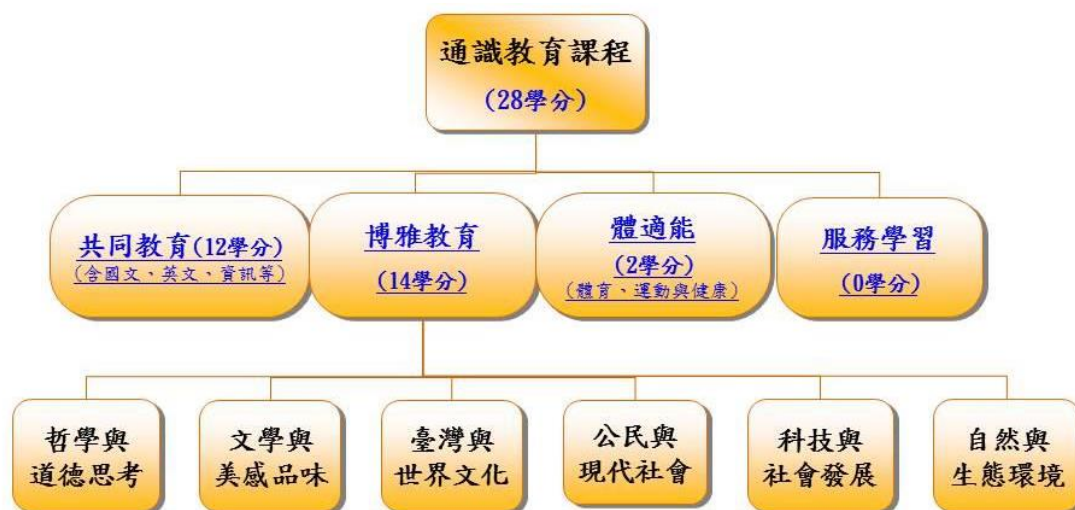 通識教育課程
(28學分)
共同教育(12學分)
(含國文、英文、資訊等)
博雅教育
(14學分)
體適能
(2學分)
(體育、運動與健康)
服務學習
(0學分)
哲學與
道德思考
文學與
美感品味
臺灣與
世界文化
公民與
現代社會
科技與
社會發展
自然與
生態環境